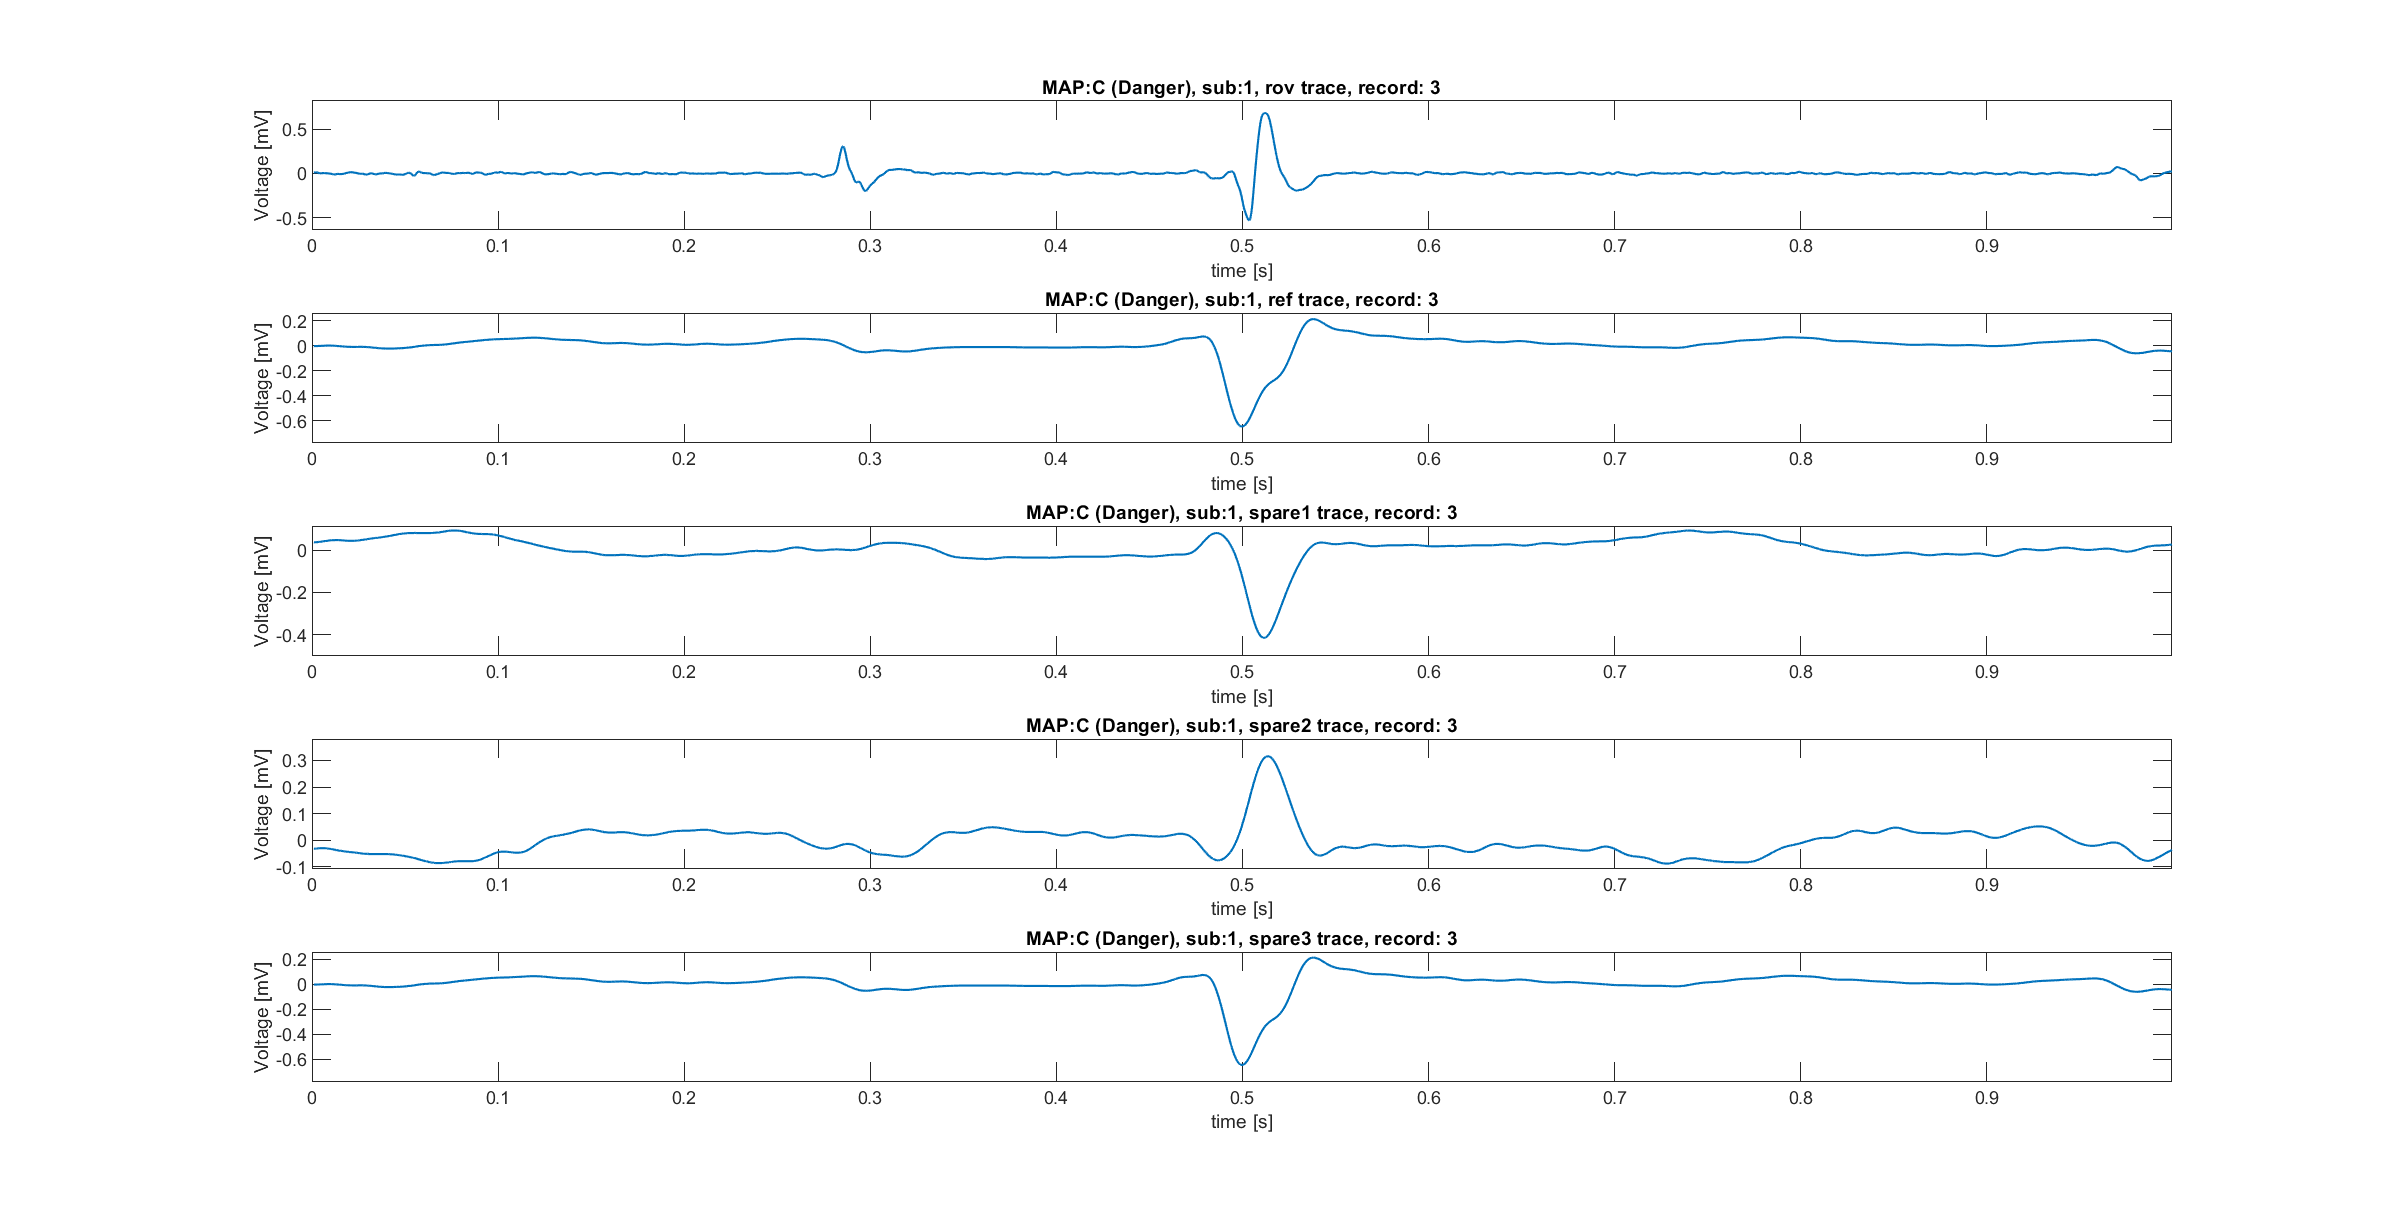 MAP:C (Danger), sub:1, rov trace, record: 3
Voltage [mV]
0.5
0
-0.5
0 0.1 0.2 0.3 0.4 0.5 0.6 0.7 0.8 0.9
time [s]
MAP:C (Danger), sub:1, ref trace, record: 3
Voltage [mV]
0.2
0
-0.2
-0.4
-0.6
0 0.1 0.2 0.3 0.4 0.5 0.6 0.7 0.8 0.9
time [s]
MAP:C (Danger), sub:1, spare1 trace, record: 3
Voltage [mV]
0
-0.2
-0.4
0 0.1 0.2 0.3 0.4 0.5 0.6 0.7 0.8 0.9
time [s]
MAP:C (Danger), sub:1, spare2 trace, record: 3
Voltage [mV]
0.3
0.2
0.1
0
-0.1
0 0.1 0.2 0.3 0.4 0.5 0.6 0.7 0.8 0.9
time [s]
MAP:C (Danger), sub:1, spare3 trace, record: 3
Voltage [mV]
0.2
0
-0.2
-0.4
-0.6
0 0.1 0.2 0.3 0.4 0.5 0.6 0.7 0.8 0.9
time [s]